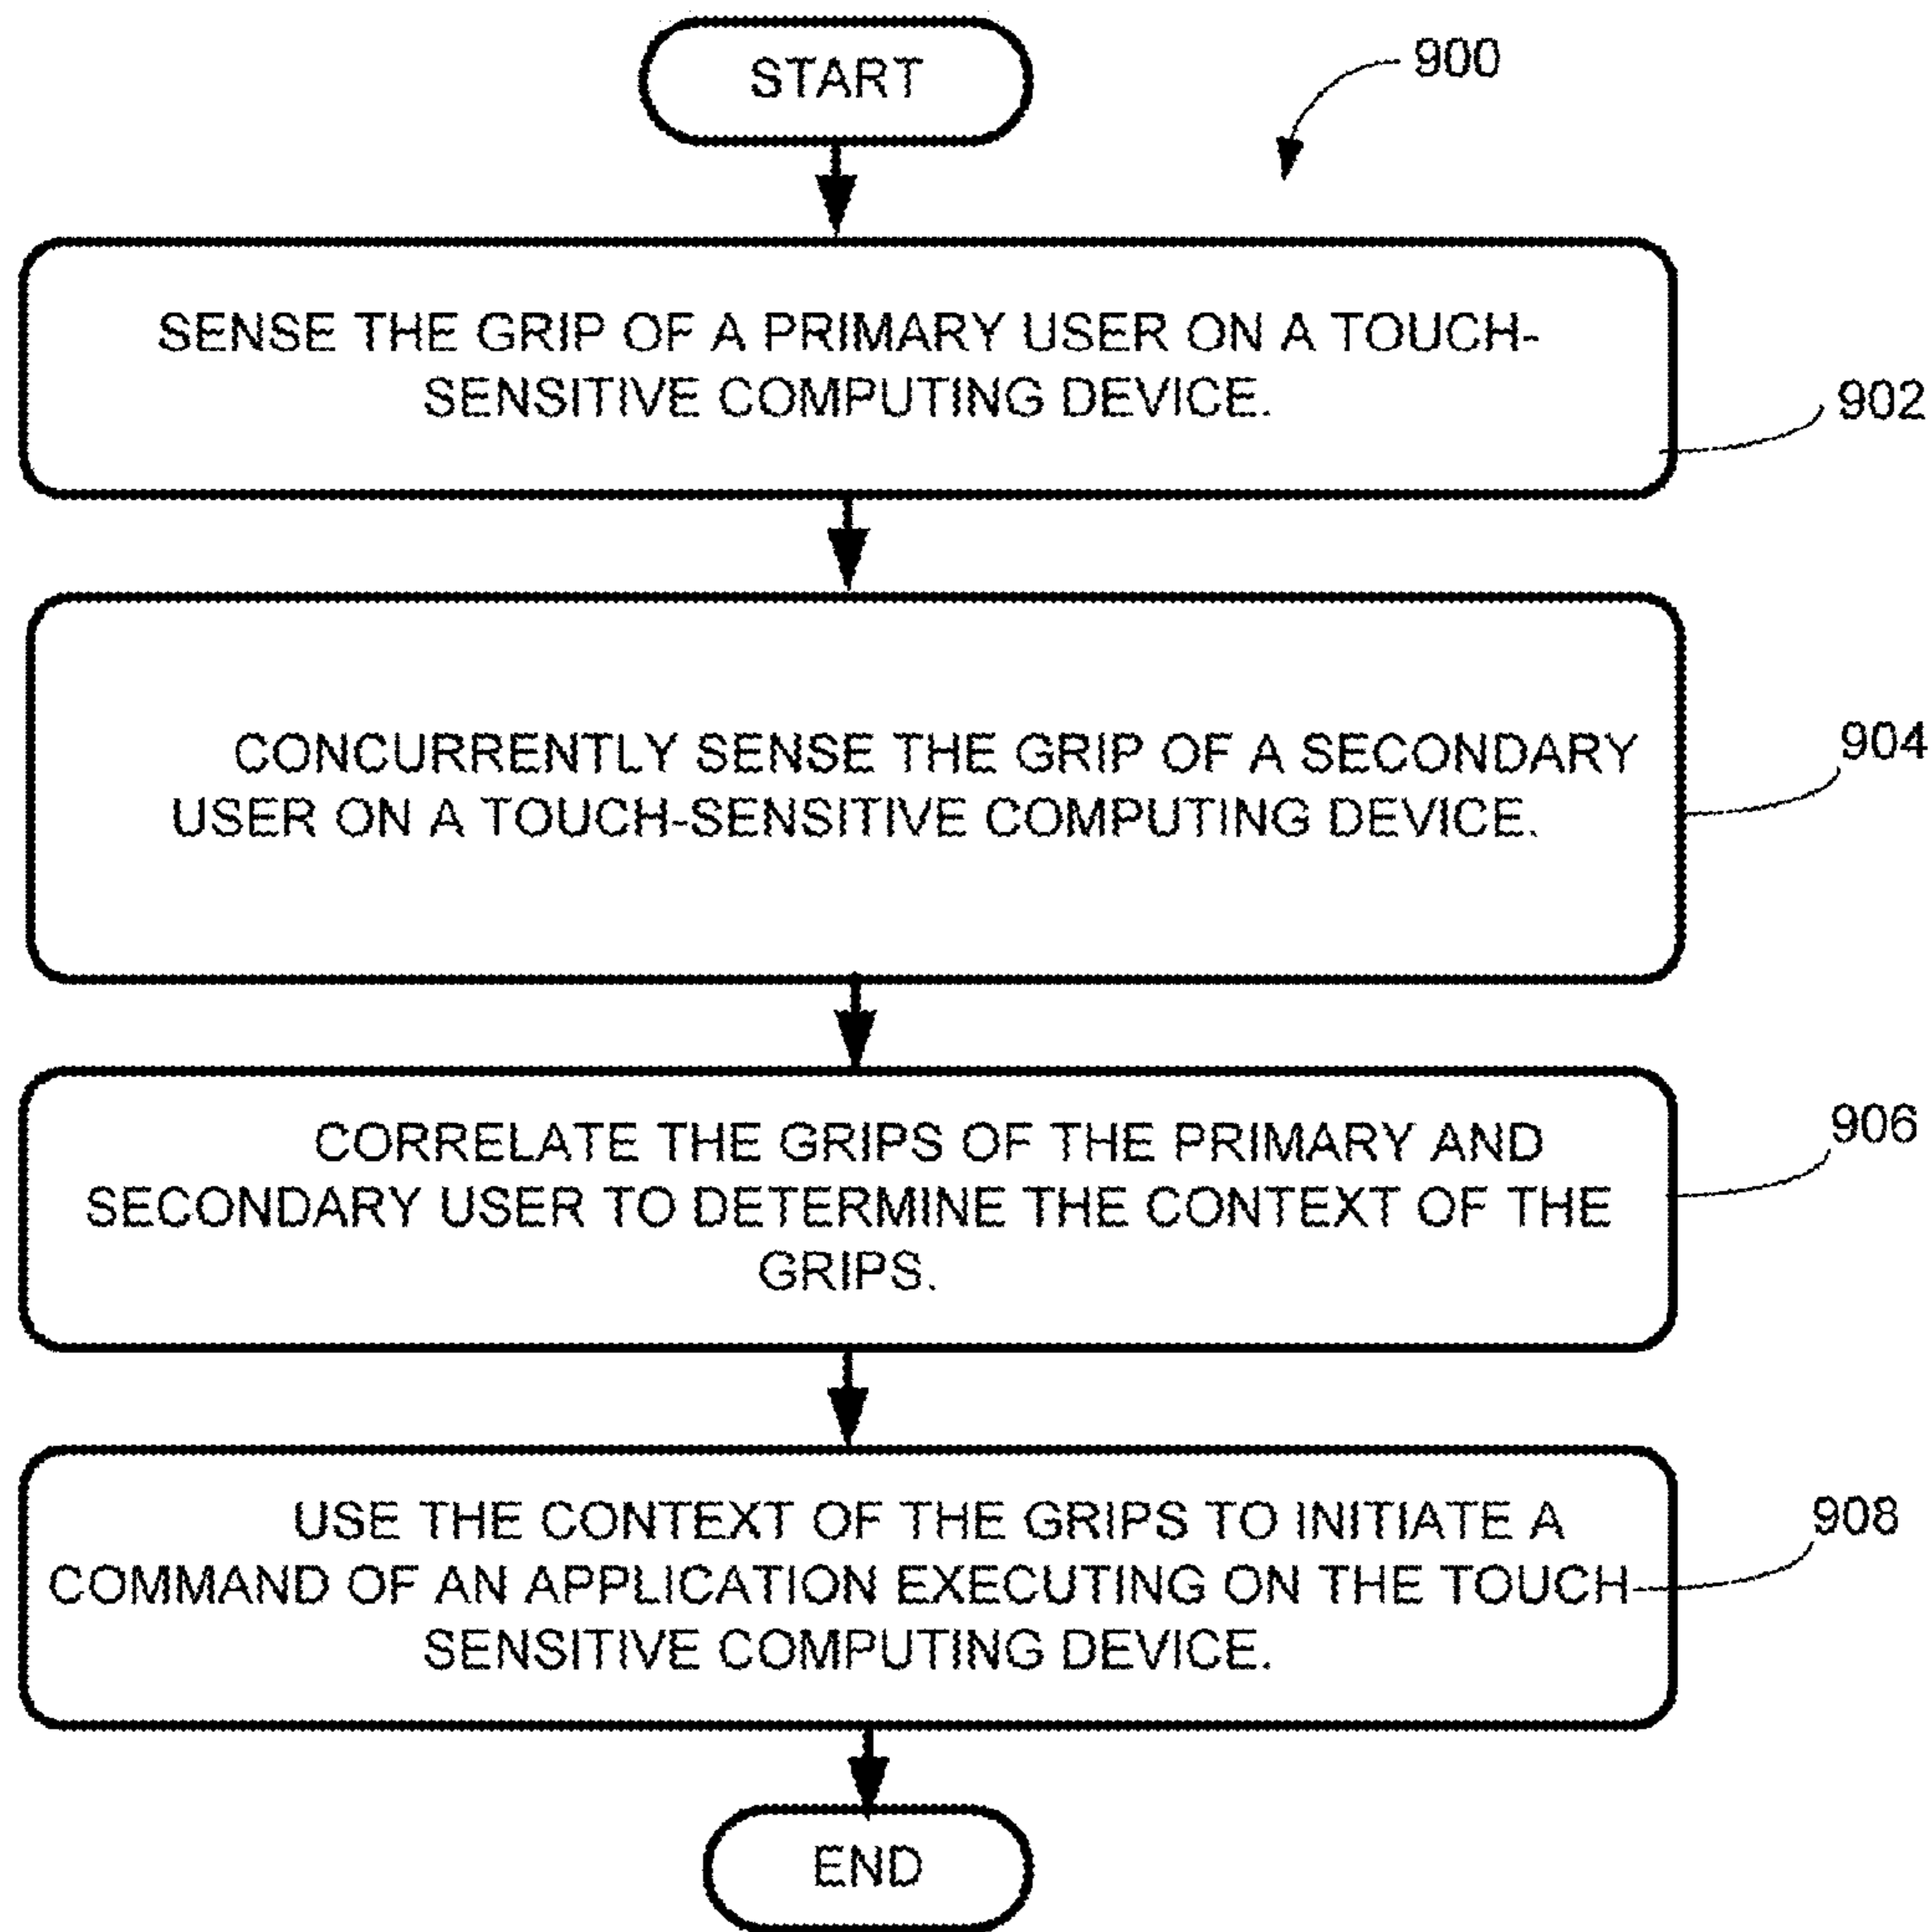 START
900
SENSE THE GRIP OF A PRIMARY USER ON A TOUCH-
SENSITIVE COMPUTING DEVICE.
902
CONCURRENTLY SENSE THE GRIP OF A SECONDARY
USER ON A TOUCH-SENSITIVE COMPUTING DEVICE.
904
CORRELATE THE GRIPS OF THE PRIMARY AND
SECONDARY USER TO DETERMINE THE CONTEXT OF THE
GRIPS.
906
USE THE CONTEXT OF THE GRIPS TO INITIATE A
COMMAND OF AN APPLICATION EXECUTING ON THE TOUCH
SENSITIVE COMPUTING DEVICE.
908
END